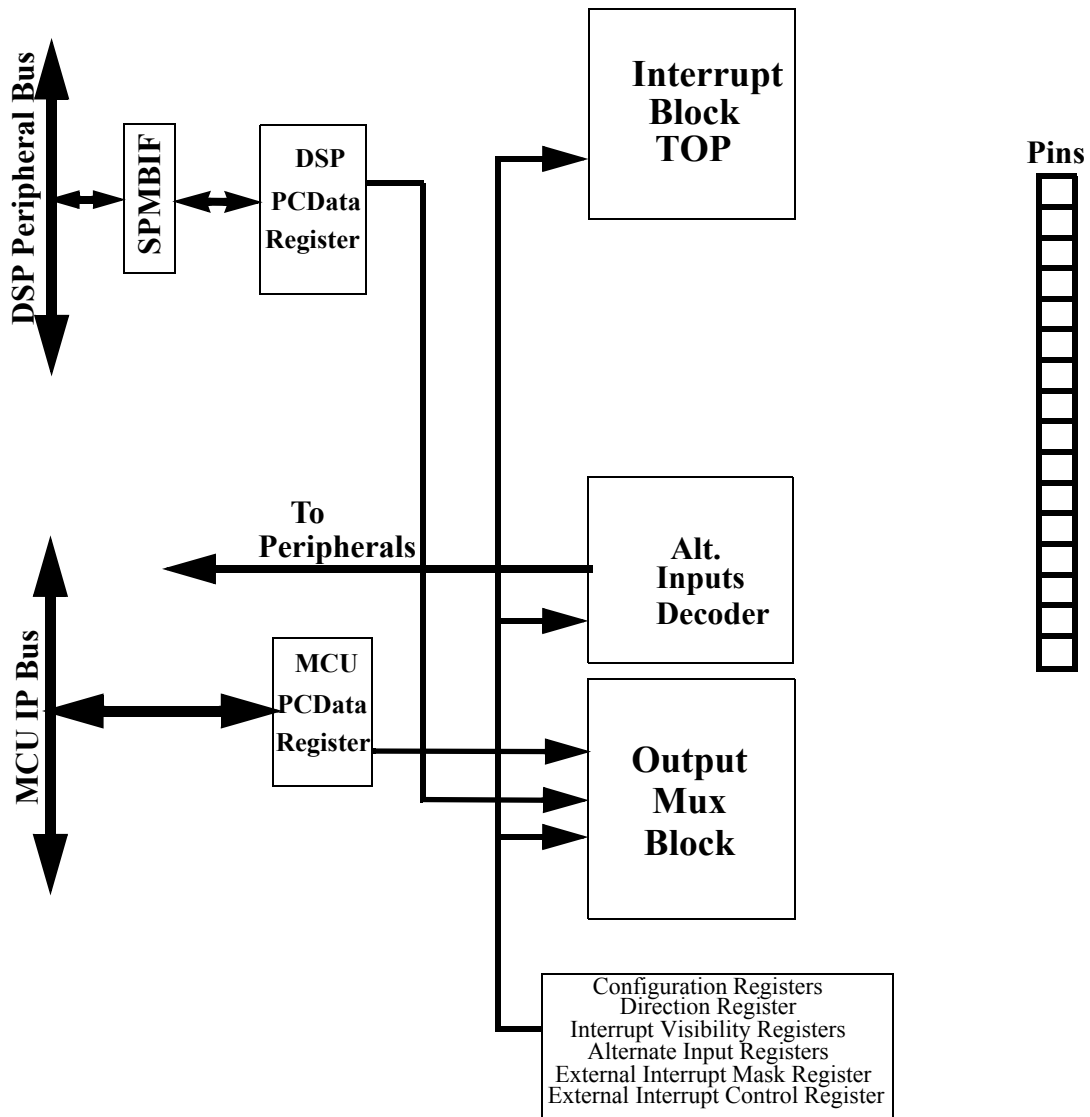 DSP Peripheral Bus
SPMBIF
DSP
PCData
Register
Interrupt
Block
TOP
Pins
To
Peripherals
Alt.
Inputs
Decoder
MCU IP Bus
MCU
PCData
Register
Output
Mux
Block
Configuration Registers
Direction Register
Interrupt Visibility Registers
Alternate Input Registers
External Interrupt Mask Register
External Interrupt Control Register